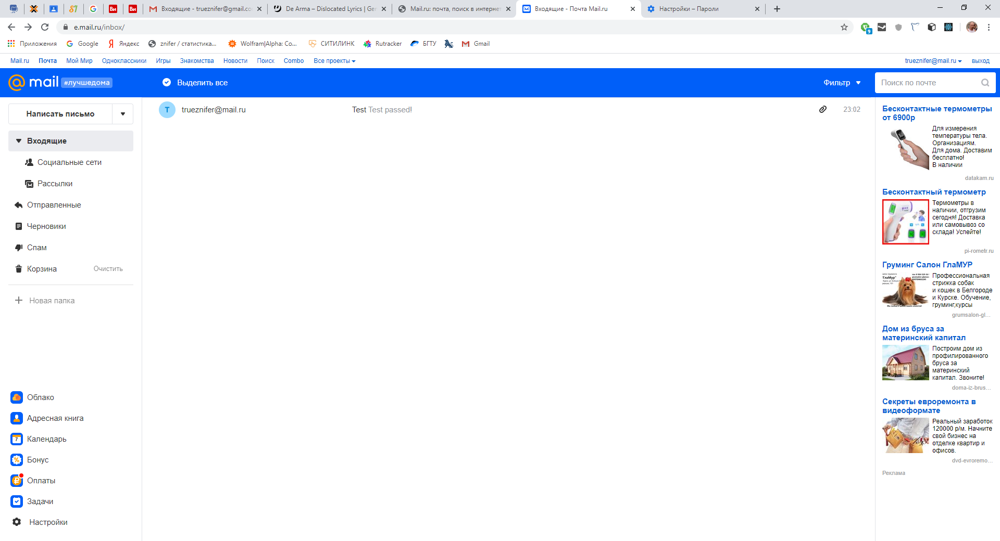 Входящие - trueznifer@gmail.co
De Arma – Dislocated Lyrics | Ger
Mail.ru: почта, поиск в интернет
Входящие - Почта Mail.ru
Настройки – Пароли
e.mail.ru/inbox/
9
Приложения
Google
Яндекс
znifer / статистика...
Wolfram|Alpha: Co...
СИТИЛИНК
Rutracker
БГТУ
Gmail
Mail.ru
Почта
Мой Мир
Одноклассники
Игры
Знакомства
Новости
Поиск
Combo
Все проекты
trueznifer@mail.ru
выход
@mail #лучшедома
Выделить все
Фильтр
Поиск по почте
Написать письмо
Входящие
Социальные сети
Рассылки
Отправленные
Черновики
Спам
Корзина
Очистить
Новая папка
Облако
Адресная книга
7
Календарь
Бонус
Оплаты
Задачи
Настройки
T
trueznifer@mail.ru
Test Test passed!
23:02
Бесконтактные термометры
от 6900р
Для измерения
температуры тела.
Организациям.
Для дома. Доставим
бесплатно!
В наличии
datakam.ru
Бесконтактный термометр
Термометры в
наличии, отгрузим
сегодня! Доставка
или самовывоз со
склада! Успейте!
pi-rometr.ru
Груминг Салон ГлаМУР
"ГлаМур"
Профессиональная
стрижка собак
и кошек в Белгороде
и Курске. Обучение,
груминг,курсы
grumsalon-gl...
Дом из бруса за
материнский капитал
Построим дом из
профилированного
бруса за
материнский
капитал. Звоните!
doma-iz-brus...
Секреты евроремонта в
видеоформате
Реальный заработок
120000 р/м. Начните
свой бизнес на
отделке квартир и
офисов.
dvd-evroremo...
Реклама